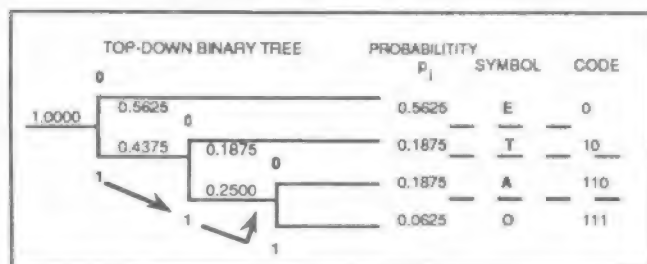 TOP-DOWN BINARY TREE PROBABILITITY
P i SYMBOL CODE
0
0.5625 0.5625 E 0
1.0000 0
0.4375 0.1875 0.1875 T 10
0
1 0.2500 0.1875 A 110
1 0.0625 O 111
1